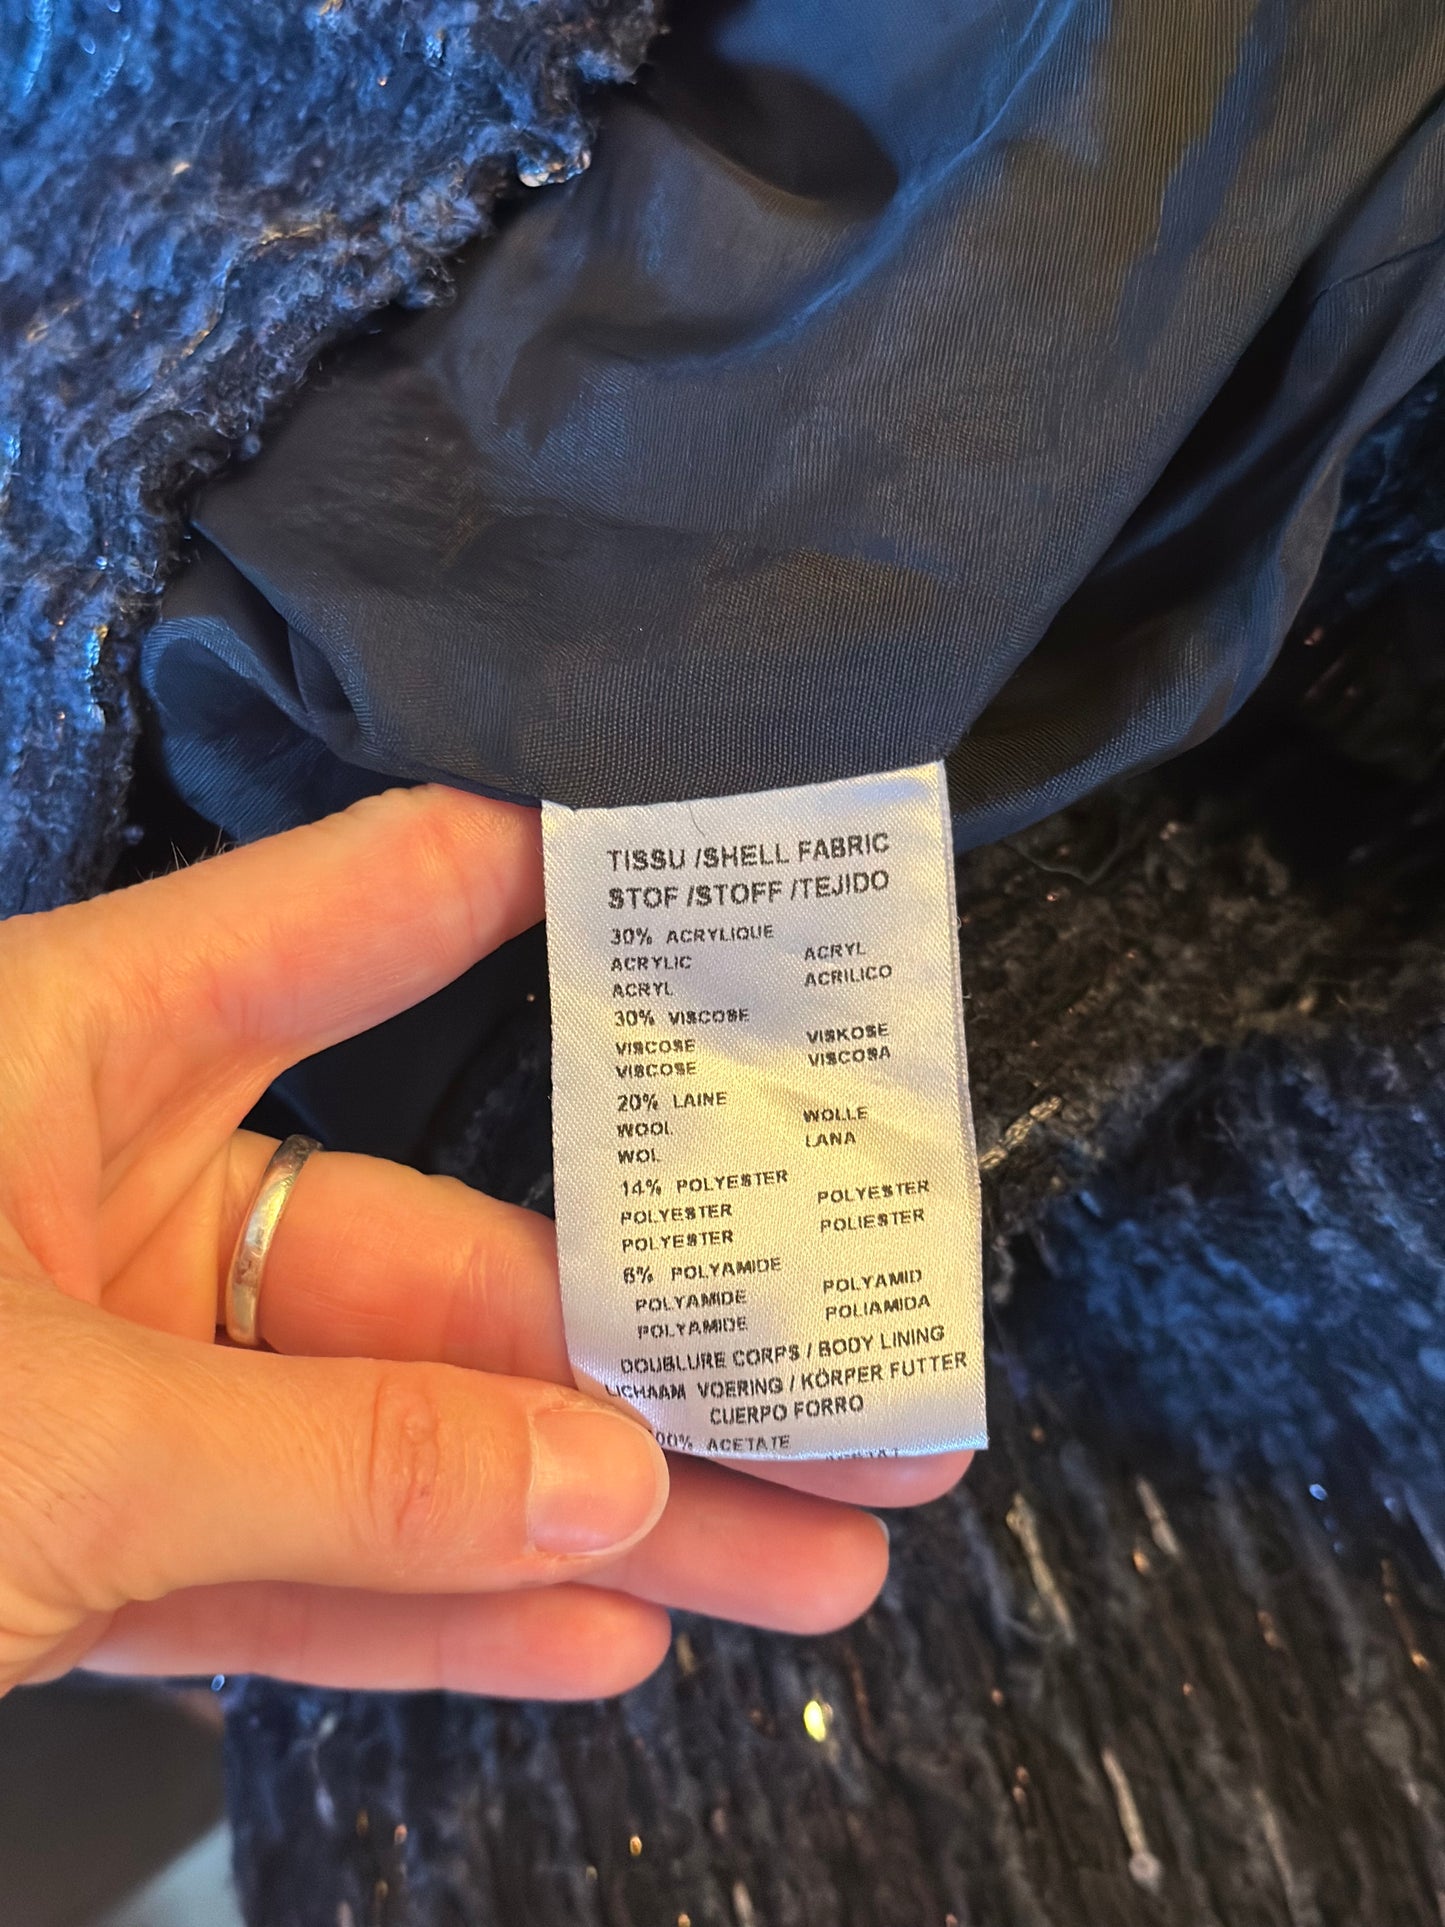 TISSU /SHELL FABRIC
STOF /STOFF /TEJIDO
30% ACRYLIQUE
ACRYLIC ACRYL
ACRYL ACRILICO
30% VISCOSE
VISCOSE VISKOSE
VISCOSE VISCOSA
20% LAINE
WOOL WOLLE
WOL LANA
14% POLYESTER
POLYESTER POLYESTER
POLYESTER POLIESTER
6% POLYAMIDE
POLYAMIDE POLYAMID
POLYAMIDE POLIAMIDA
DOUBLURE CORPS / BODY LINING
LICHAAM VOERING / KÖRPER FUTTER
CUERPO FORRO
ACETATE